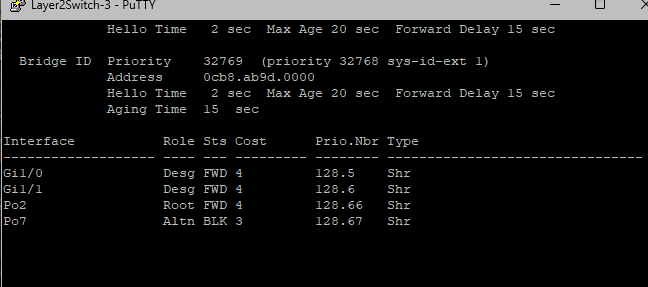 Layer2Switch-3 - PuTTY
Hello Time 2 sec Max Age 20 sec Forward Delay 15 sec
Bridge ID Priority 32769 (priority 32768 sys-id-ext 1)
Address 0cb8.ab9d.0000
Hello Time 2 sec Max Age 20 sec Forward Delay 15 sec
Aging Time 15 sec
Interface Role Sts Cost Prio.Nbr Type
------------------- ---- --- --------- -------- --------------------------------
Gi1/0 Desg FWD 4 128.5 Shr
Gi1/1 Desg FWD 4 128.6 Shr
Po2 Root FWD 4 128.66 Shr
Po7 Altn BLK 3 128.67 Shr